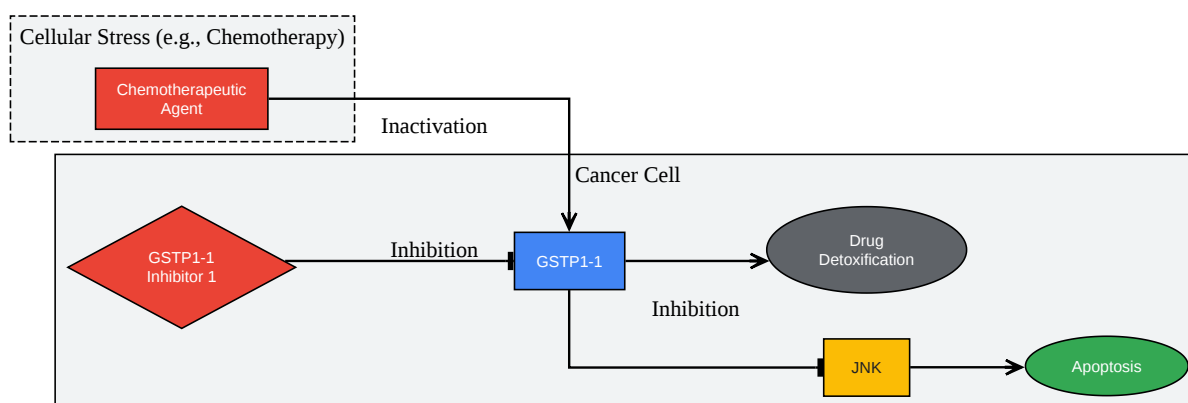 Cellular Stress (e.g., Chemotherapy)
Chemotherapeutic
Agent
Inactivation
Cancer Cell
GSTP1-1
Inhibitor 1
Inhibition
GSTP1-1
Drug
Detoxification
Inhibition
JNK
Apoptosis